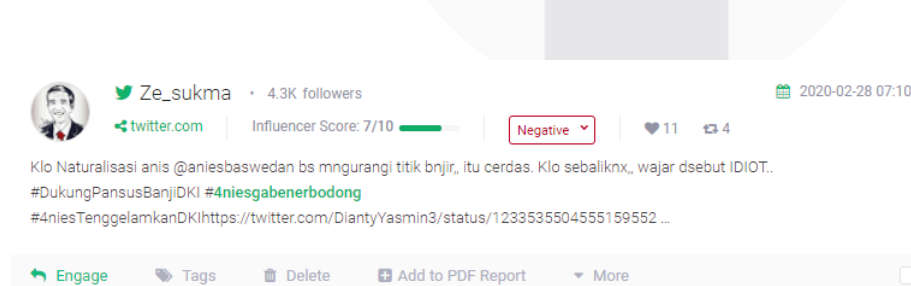 Ze_sukma • 4.3K followers 2020-02-28 07:10
twitter.com Influencer Score: 7/10 Negative 11 4
Klo Naturalisasi anis @aniesbaswedan bs mngurangi titik bnjir,, itu cerdas. Klo sebaliknx,, wajar dsebut IDIOT..
#DukungPansusBanjiDKI #4niesgabenerbodong
#4niesTenggelamkanDKIhttps://twitter.com/DiantyYasmin3/status/1233535504555159552 ...
Engage Tags Delete Add to PDF Report More